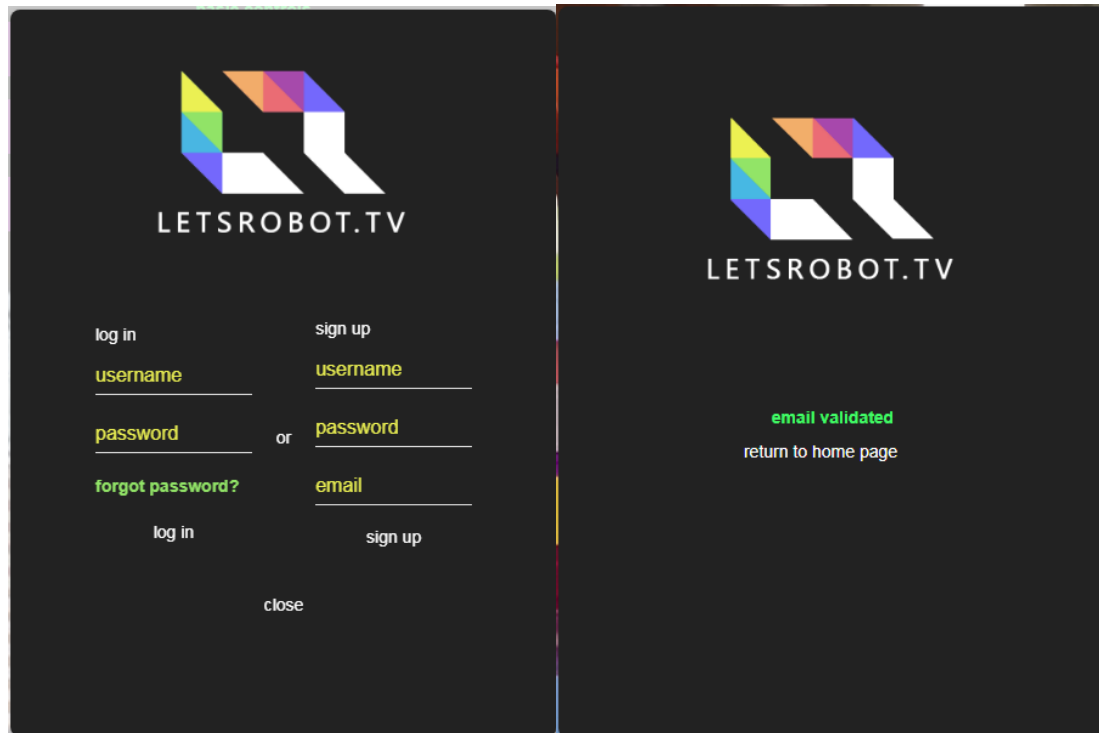 LETSROBOT.TV
log in
username
password
forgot password?
log in
or
sign up
username
password
email
sign up
close
LETSROBOT.TV
email validated
return to home page